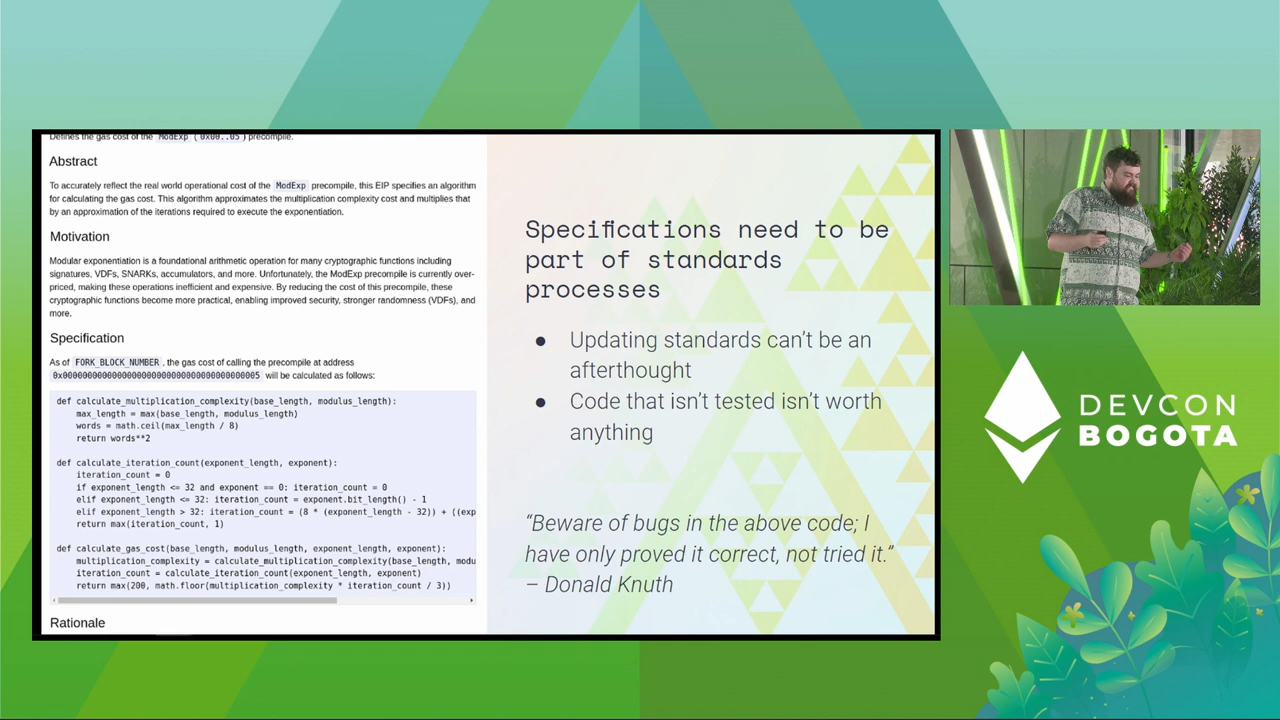 Defines the gas cost of the ModExp (0x00..05) precompile.
Abstract
To accurately reflect the real world operational cost of the ModExp precompile, this EIP specifies an algorithm
for calculating the gas cost. This algorithm approximates the multiplication complexity cost and multiplies that
by an approximation of the iterations required to execute the exponentiation.
Motivation
Modular exponentiation is a foundational arithmetic operation for many cryptographic functions including
signatures, VDFs, SNARKs, accumulators, and more. Unfortunately, the ModExp precompile is currently over-
priced, making these operations inefficient and expensive. By reducing the cost of this precompile, these
cryptographic functions become more practical, enabling improved security, stronger randomness (VDFs), and
more.
Specification
As of FORK_BLOCK_NUMBER, the gas cost of calling the precompile at address
0x0000000000000000000000000000000000000005 will be calculated as follows:
def calculate_multiplication_complexity(base_length, modulus_length):
max_length = max(base_length, modulus_length)
words = math.ceil(max_length / 8)
return words**2
def calculate_iteration_count(exponent_length, exponent):
iteration_count = 0
if exponent_length <= 32 and exponent == 0: iteration_count = 0
elif exponent_length <= 32: iteration_count = exponent.bit_length() - 1
elif exponent_length > 32: iteration_count = (8 * (exponent_length - 32)) + ((exp
return max(iteration_count, 1)
def calculate_gas_cost(base_length, modulus_length, exponent_length, exponent):
multiplication_complexity = calculate_multiplication_complexity(base_length, modu
iteration_count = calculate_iteration_count(exponent_length, exponent)
return max(200, math.floor(multiplication_complexity * iteration_count / 3))
Rationale
Specifications need to be
part of standards
processes
● Updating standards can’t be an
afterthought
● Code that isn’t tested isn’t worth
anything
“Beware of bugs in the above code; I
have only proved it correct, not tried it.”
– Donald Knuth
DEVCON
BOGOTA